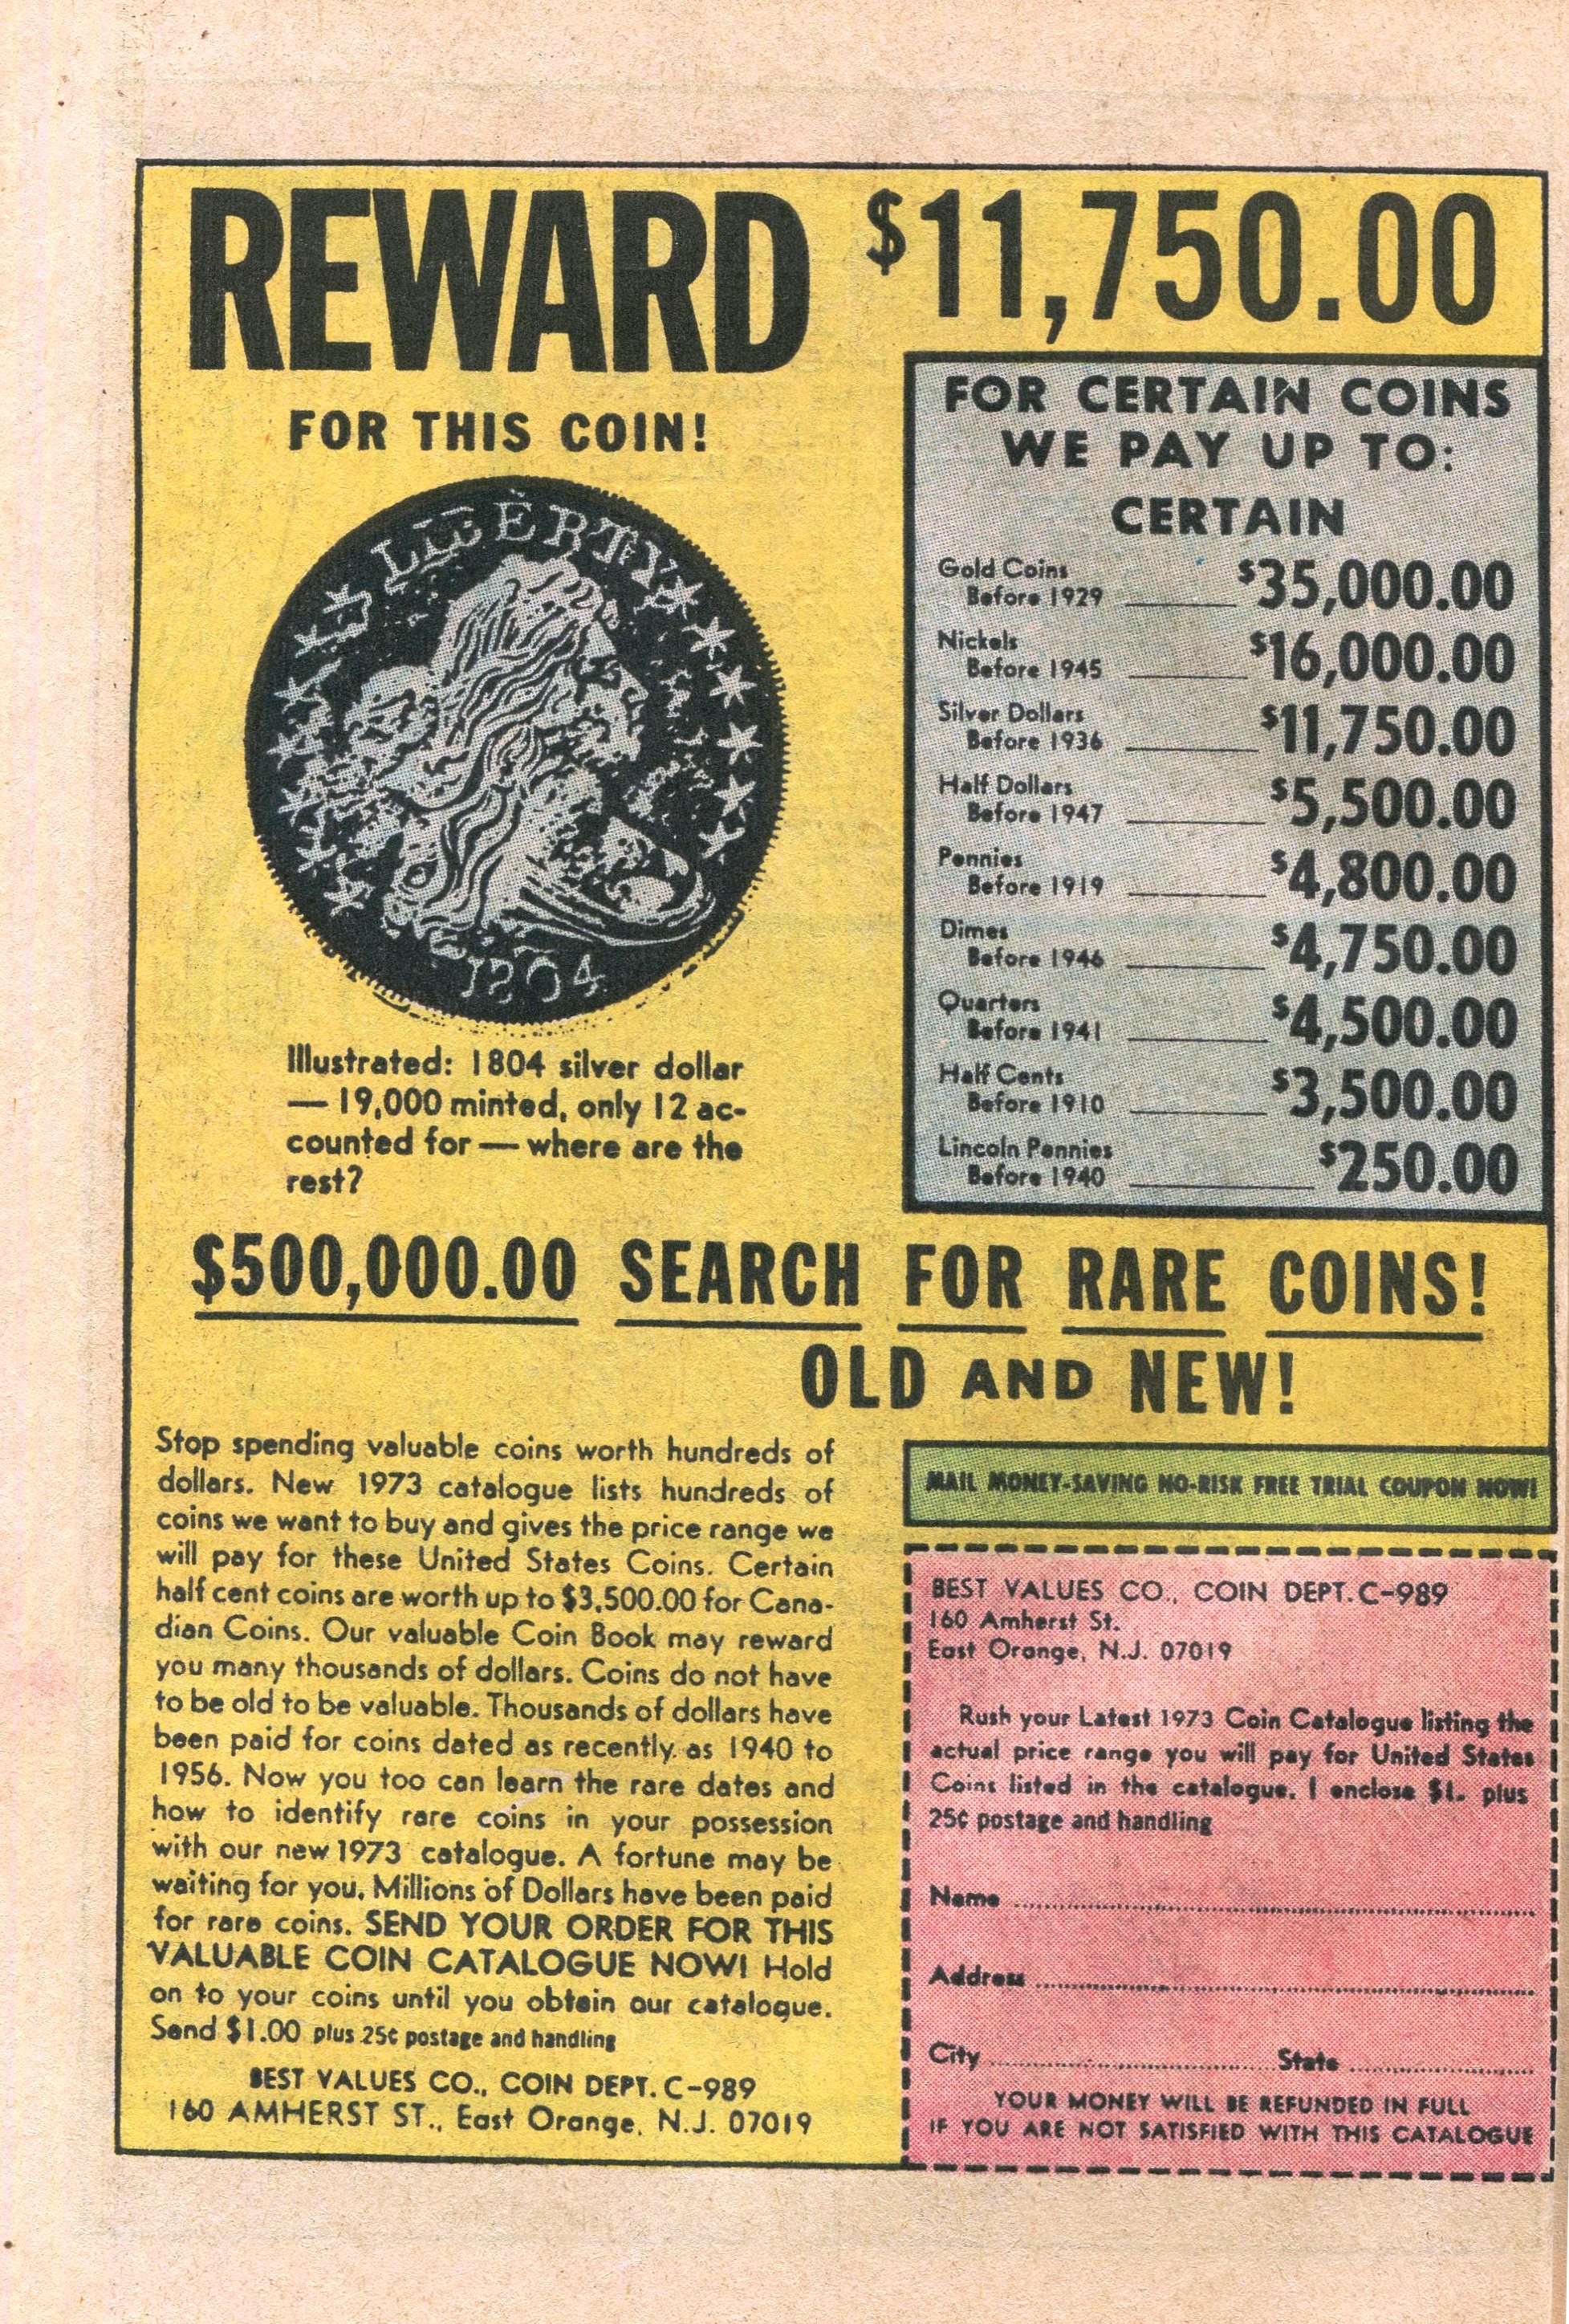 REWARD $11,750.00
FOR THIS COIN!
LIBERTY
1804
Illustrated: 1804 silver dollar
— 19,000 minted, only 12 ac-
counted for — where are the
rest?
FOR CERTAIN COINS
WE PAY UP TO:
CERTAIN
Gold Coins
Before 1929 $35,000.00
Nickels
Before 1945 $16,000.00
Silver Dollars
Before 1936 $11,750.00
Half Dollars
Before 1947 $5,500.00
Pennies
Before 1919 $4,800.00
Dimes
Before 1946 $4,750.00
Quarters
Before 1941 $4,500.00
Half Cents
Before 1910 $3,500.00
Lincoln Pennies
Before 1940 $250.00
$500,000.00 SEARCH FOR RARE COINS!
OLD AND NEW!
Stop spending valuable coins worth hundreds of
dollars. New 1973 catalogue lists hundreds of
coins we want to buy and gives the price range we
will pay for these United States Coins. Certain
half cent coins are worth up to $3,500.00 for Cana-
dian Coins. Our valuable Coin Book may reward
you many thousands of dollars. Coins do not have
to be old to be valuable. Thousands of dollars have
been paid for coins dated as recently as 1940 to
1956. Now you too can learn the rare dates and
how to identify rare coins in your possession
with our new 1973 catalogue. A fortune may be
waiting for you. Millions of Dollars have been paid
for rare coins. SEND YOUR ORDER FOR THIS
VALUABLE COIN CATALOGUE NOW! Hold
on to your coins until you obtain our catalogue.
Send $1.00 plus 25¢ postage and handling
BEST VALUES CO., COIN DEPT. C-989
160 AMHERST ST., East Orange, N.J. 07019
MAIL MONEY-SAVING NO-RISK FREE TRIAL COUPON NOW!
BEST VALUES CO., COIN DEPT. C-989
160 Amherst St.
East Orange, N.J. 07019
Rush your Latest 1973 Coin Catalogue listing the
actual price range you will pay for United States
Coins listed in the catalogue. I enclose $1. plus
25¢ postage and handling
Name
Address
City State
YOUR MONEY WILL BE REFUNDED IN FULL
IF YOU ARE NOT SATISFIED WITH THIS CATALOGUE